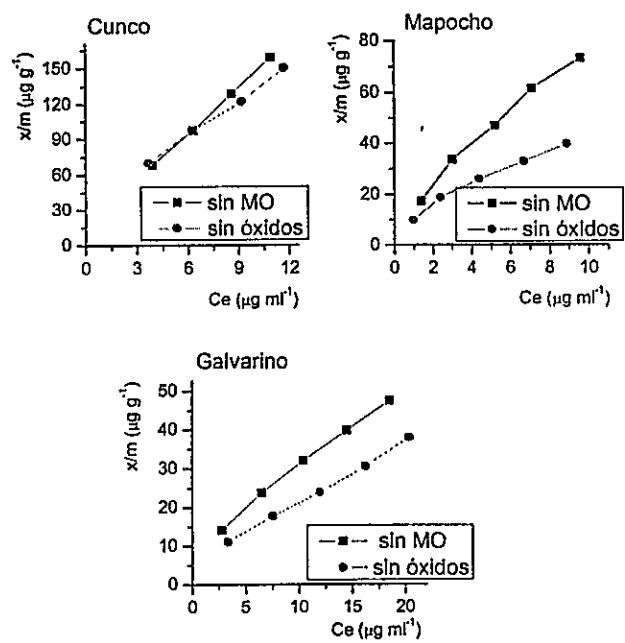 Cunco
x/m (µg g⁻¹)
150
120
90
60
30
0
sin MO
sin óxidos
0 3 6 9 12
Ce (µg ml⁻¹)
Mapocho
x/m (µg g⁻¹)
80
60
40
20
0
sin MO
sin óxidos
0 2 4 6 8 10
Ce (µg ml⁻¹)
Galvarino
x/m (µg g⁻¹)
50
40
30
20
10
0
sin MO
sin óxidos
0 5 10 15 20
Ce (µg ml⁻¹)